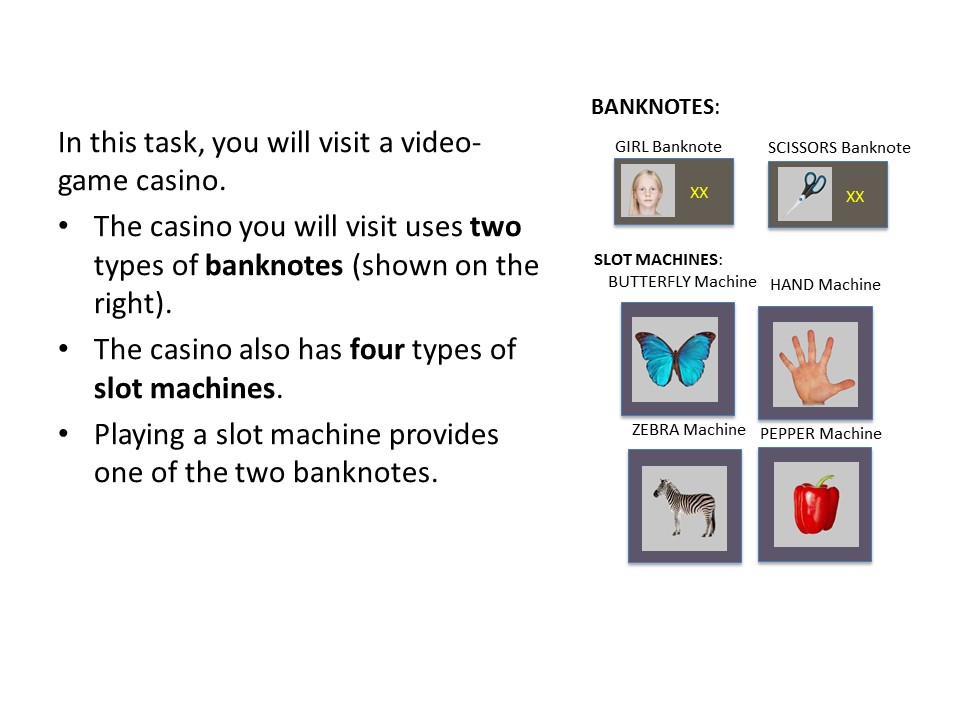 In this task, you will visit a video-
game casino.
• The casino you will visit uses two
types of banknotes (shown on the
right).
• The casino also has four types of
slot machines.
• Playing a slot machine provides
one of the two banknotes.
BANKNOTES:
GIRL Banknote
SCISSORS Banknote
XX
XX
SLOT MACHINES:
BUTTERFLY Machine
HAND Machine
ZEBRA Machine
PEPPER Machine